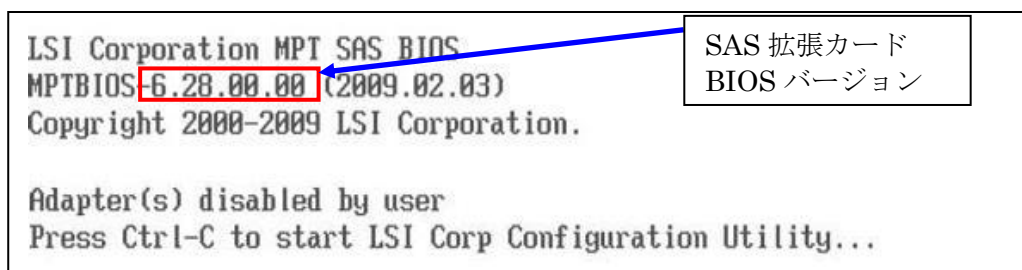 LSI Corporation MPT SAS BIOS
MPTBIOS-6.28.00.00 (2009.02.03)
Copyright 2000-2009 LSI Corporation.
Adapter(s) disabled by user
Press Ctrl-C to start LSI Corp Configuration Utility...
SAS 拡張カード
BIOS バージョン